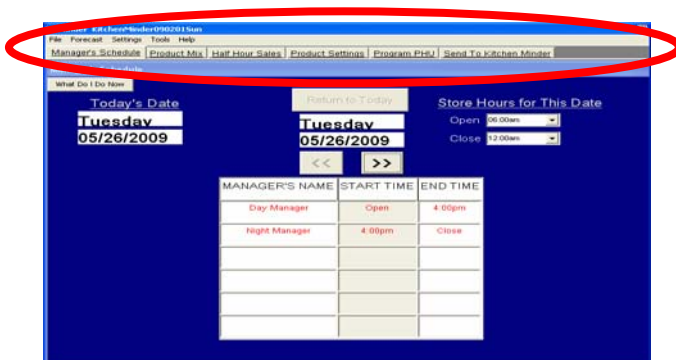 KitchenMinder090201Sun
File Forecast Settings Tools Help
Manager's Schedule Product Mix Half Hour Sales Product Settings Program PHU Send To Kitchen Minder
Schedule
What Do I Do Now
Today's Date Return to Today Store Hours for This Date
Tuesday Tuesday Open 06:00am
05/26/2009 05/26/2009 Close 12:00am
<< >>
MANAGER'S NAME START TIME END TIME
Day Manager Open 4:00pm
Night Manager 4:00pm Close